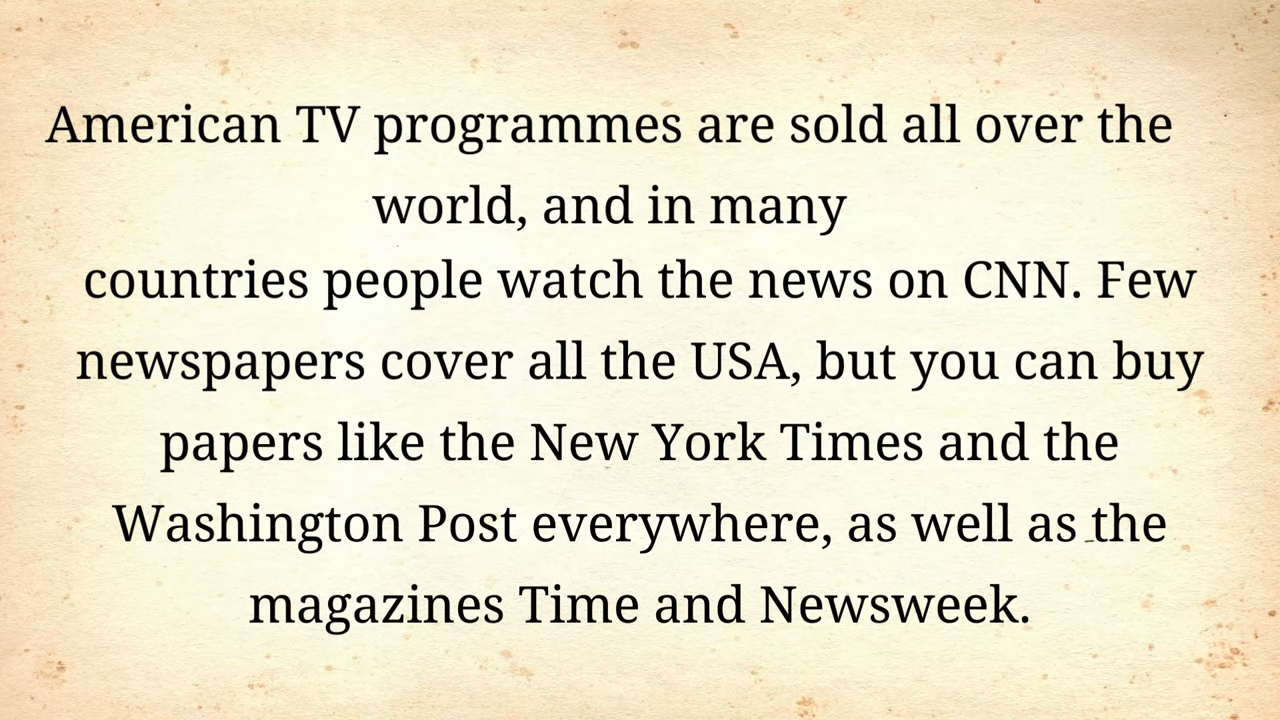 American TV programmes are sold all over the
world, and in many
countries people watch the news on CNN. Few
newspapers cover all the USA, but you can buy
papers like the New York Times and the
Washington Post everywhere, as well as the
magazines Time and Newsweek.